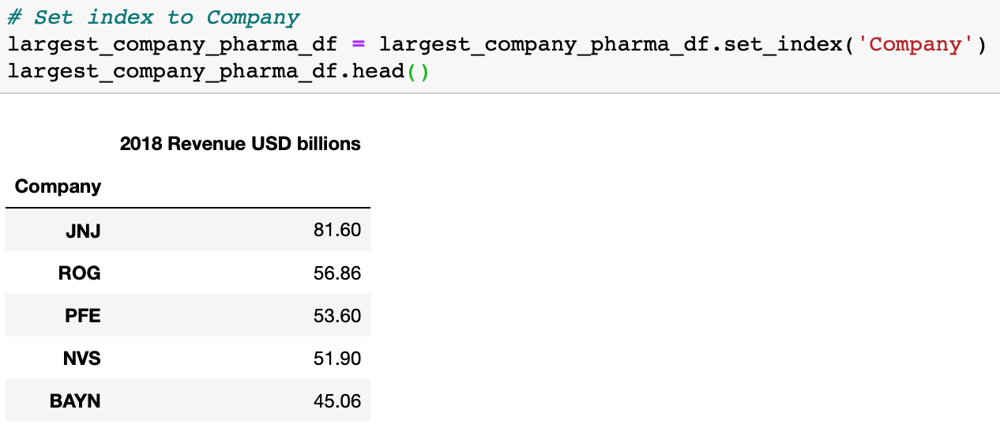 # Set index to Company
largest_company_pharma_df = largest_company_pharma_df.set_index('Company')
largest_company_pharma_df.head()
2018 Revenue USD billions
Company
JNJ 81.60
ROG 56.86
PFE 53.60
NVS 51.90
BAYN 45.06